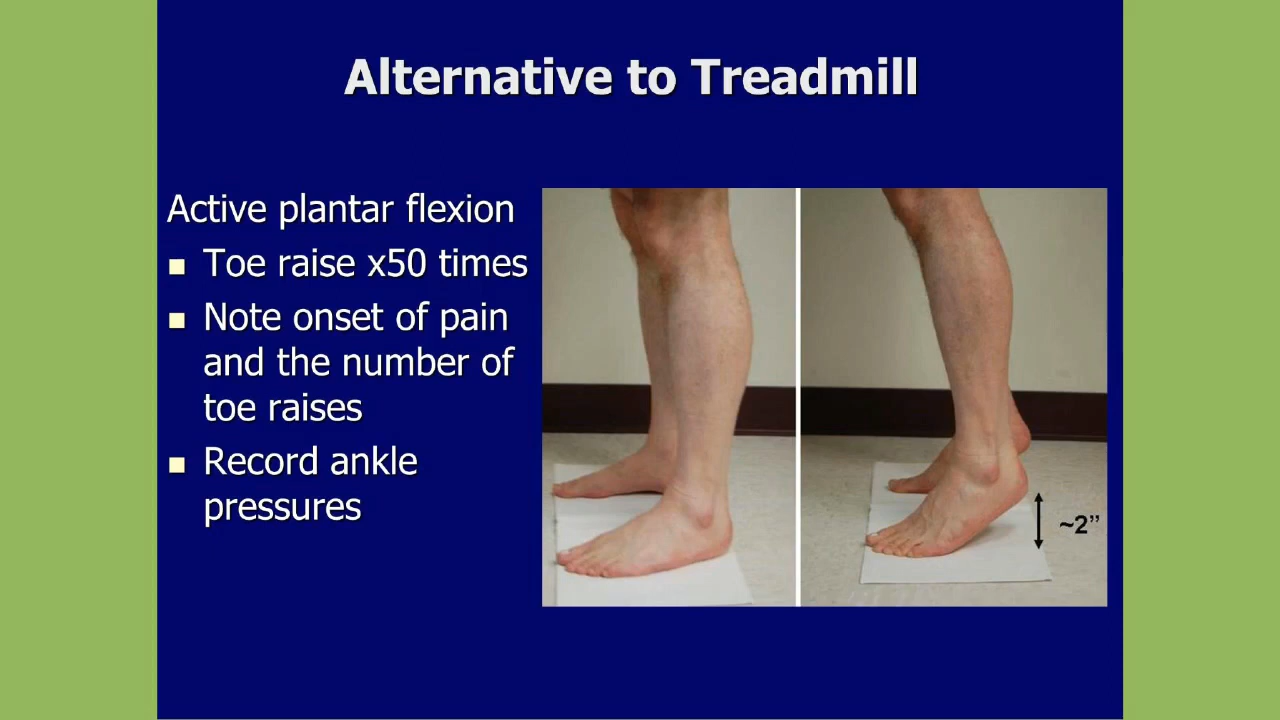 Alternative to Treadmill
Active plantar flexion
Toe raise x50 times
Note onset of pain
and the number of
toe raises
Record ankle
pressures
~2”